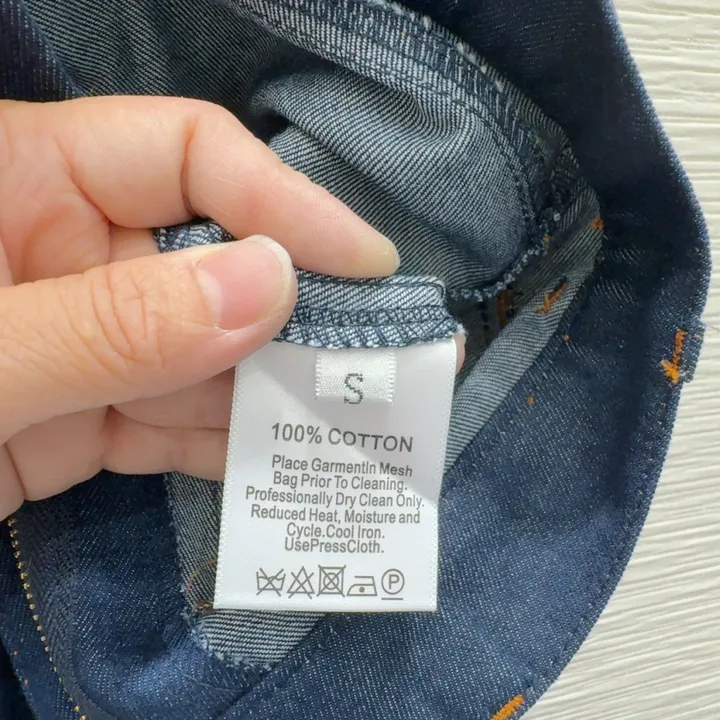 S
100% COTTON
Place GarmentIn Mesh
Bag Prior To Cleaning.
Professionally Dry Clean Only.
Reduced Heat, Moisture and
Cycle.Cool Iron.
UsePressCloth.
P